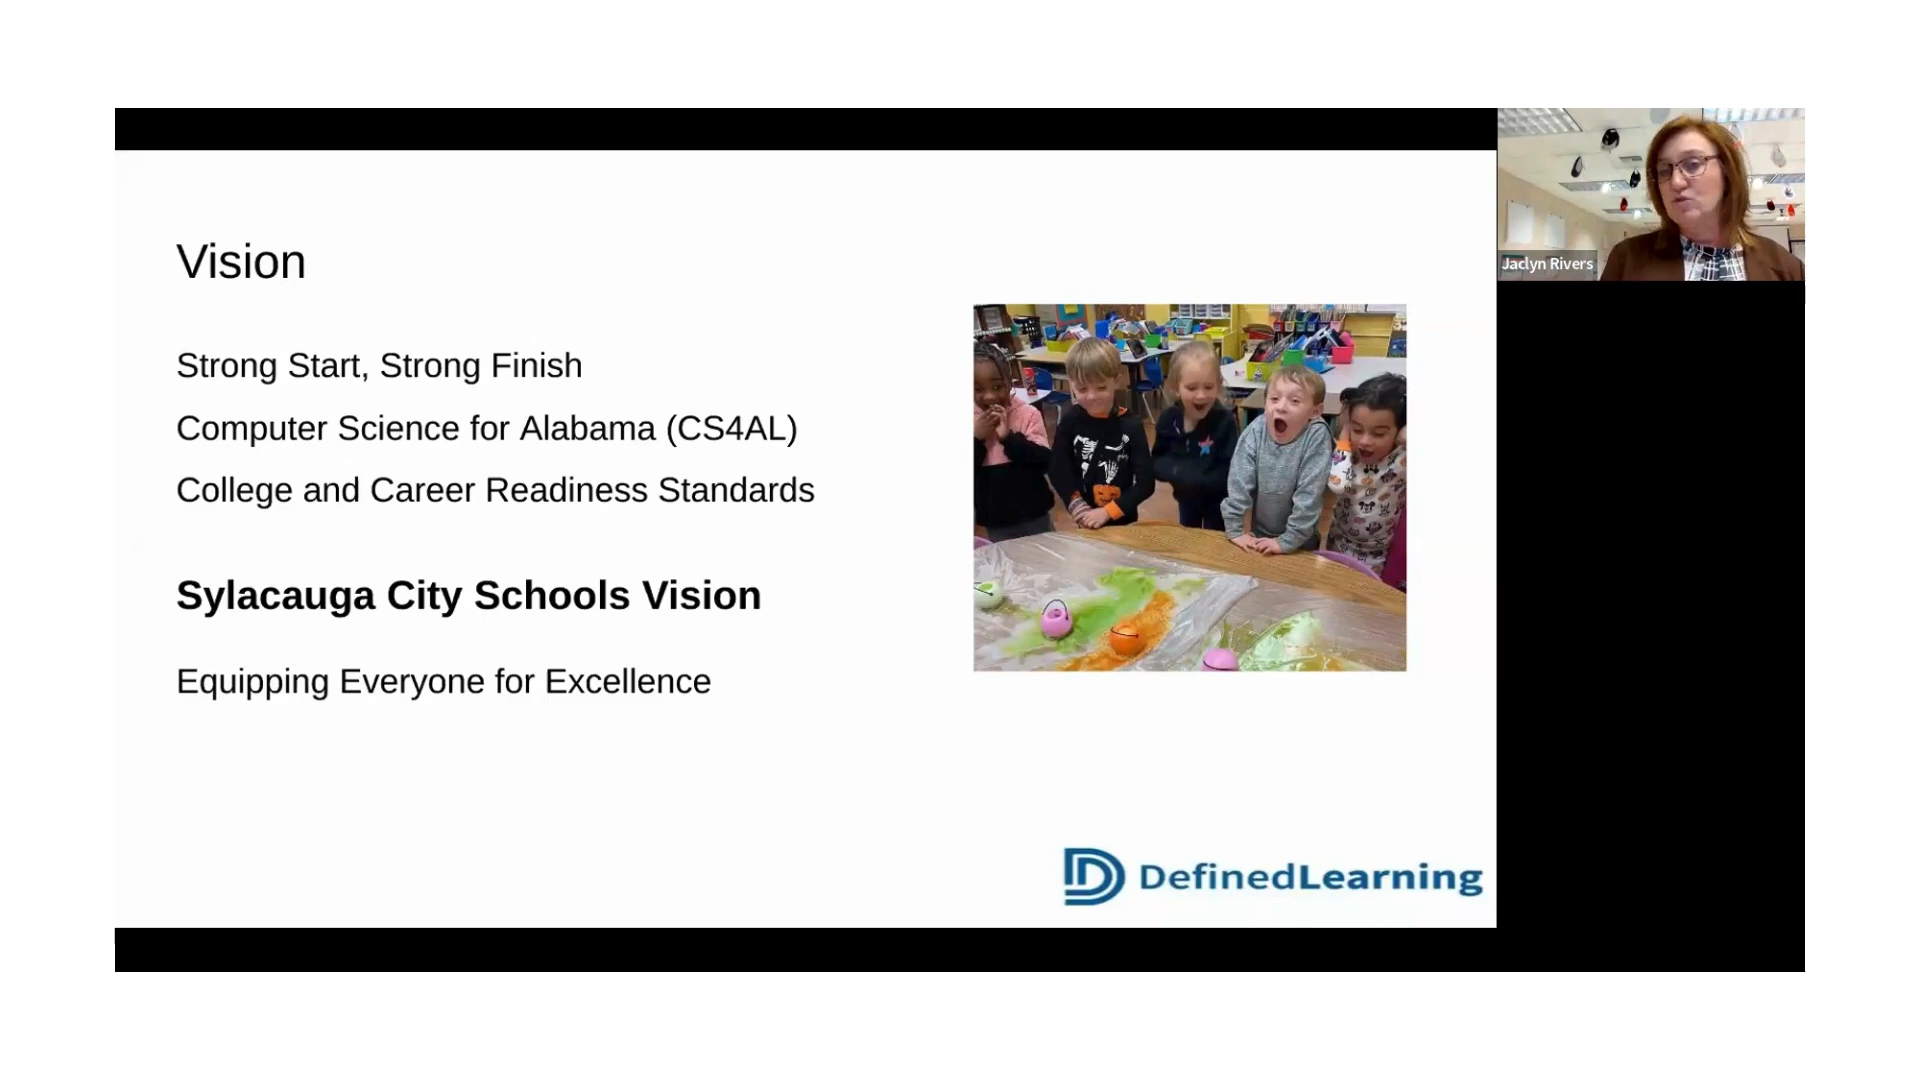 Vision
Strong Start, Strong Finish
Computer Science for Alabama (CS4AL)
College and Career Readiness Standards
Sylacauga City Schools Vision
Equipping Everyone for Excellence
DefinedLearning
Jaclyn Rivers